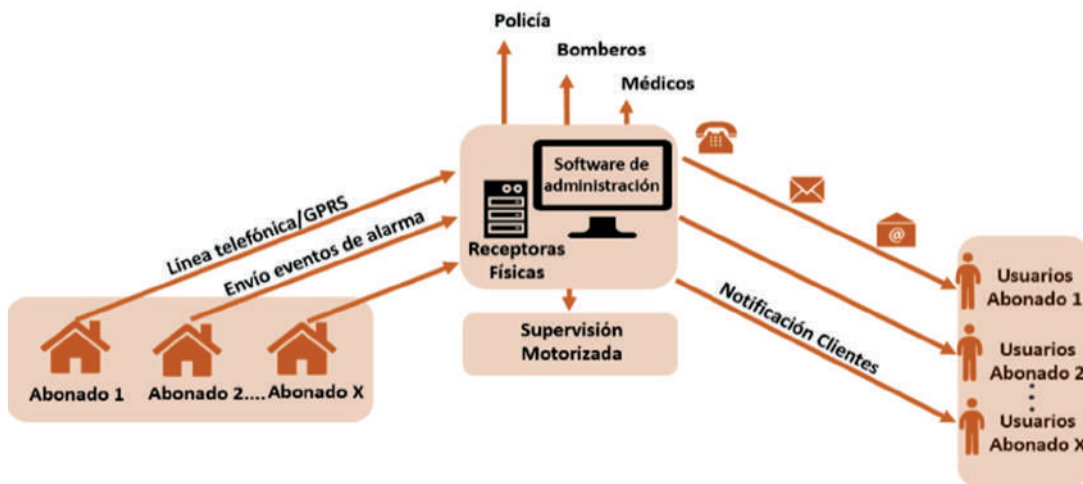 Policía
Bomberos
Médicos
Software de
administración
Receptoras
Físicas
Línea telefónica/GPRS
Envío eventos de alarma
Abonado 1
Abonado 2....
Abonado X
Supervisión
Motorizada
@
Notificación Clientes
Usuarios
Abonado 1
Usuarios
Abonado 2
Usuarios
Abonado X